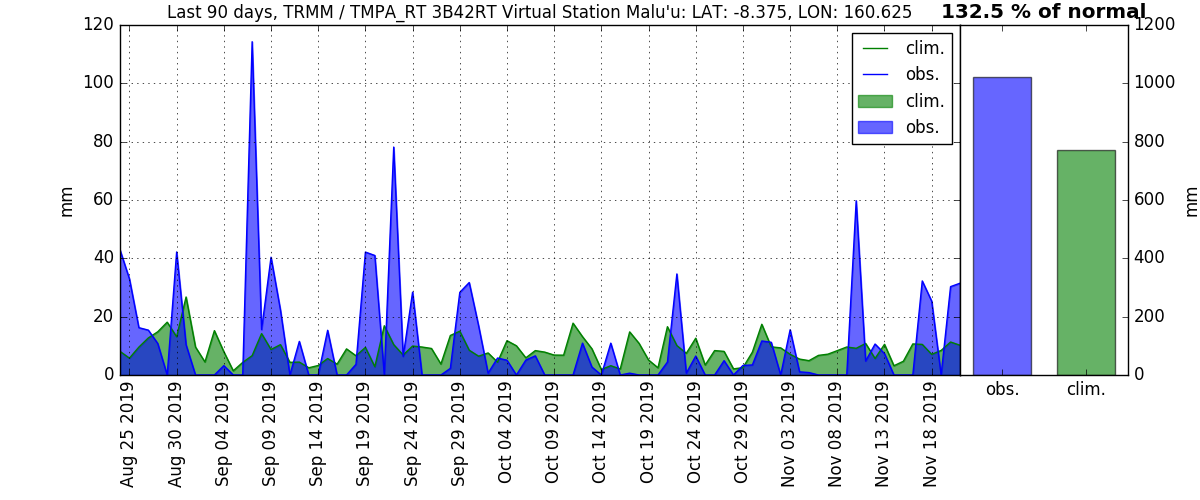 Last 90 days, TRMM / TMPA_RT 3B42RT Virtual Station Malu'u: LAT: -8.375, LON: 160.625
132.5 % of normal
120
100
80
60
40
20
0
mm
clim.
obs.
clim.
obs.
1200
1000
800
600
400
200
0
mm
Aug 25 2019
Aug 30 2019
Sep 04 2019
Sep 09 2019
Sep 14 2019
Sep 19 2019
Sep 24 2019
Sep 29 2019
Oct 04 2019
Oct 09 2019
Oct 14 2019
Oct 19 2019
Oct 24 2019
Oct 29 2019
Nov 03 2019
Nov 08 2019
Nov 13 2019
Nov 18 2019
obs.
clim.